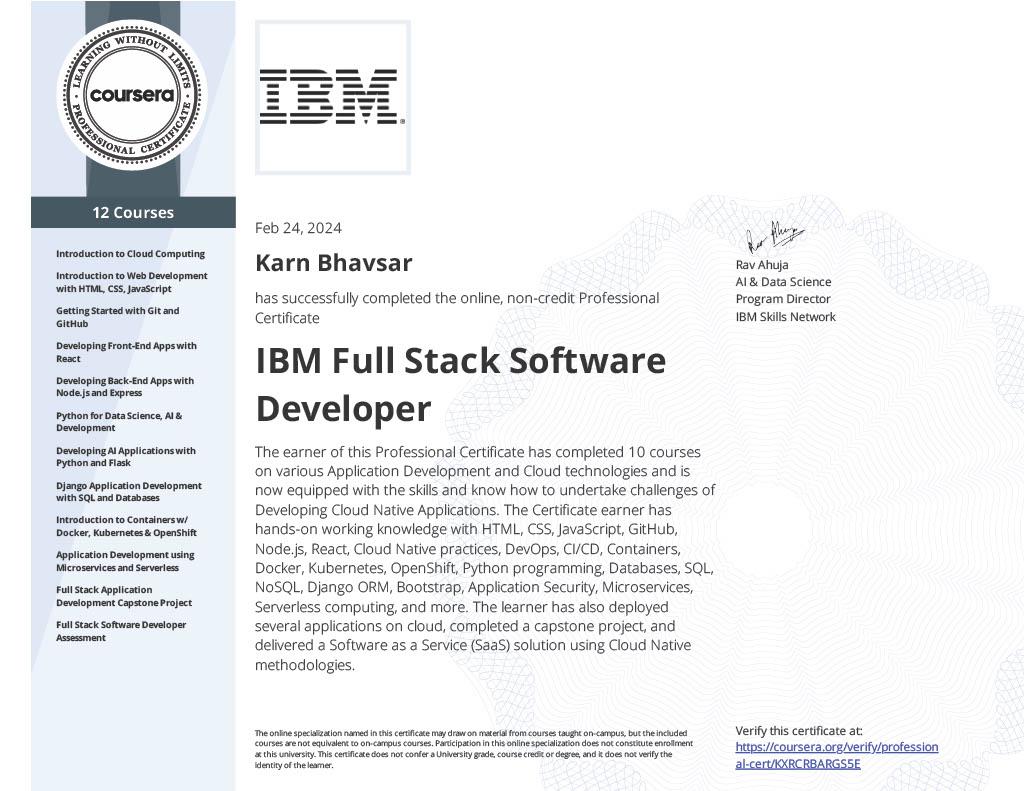 LEARNING WITHOUT LIMITS
coursera
PROFESSIONAL CERTIFICATE
IBM
12 Courses
Introduction to Cloud Computing
Introduction to Web Development
with HTML, CSS, JavaScript
Getting Started with Git and
GitHub
Developing Front-End Apps with
React
Developing Back-End Apps with
Node.js and Express
Python for Data Science, AI &
Development
Developing AI Applications with
Python and Flask
Django Application Development
with SQL and Databases
Introduction to Containers w/
Docker, Kubernetes & OpenShift
Application Development using
Microservices and Serverless
Full Stack Application
Development Capstone Project
Full Stack Software Developer
Assessment
Feb 24, 2024
Karn Bhavsar
has successfully completed the online, non-credit Professional
Certificate
IBM Full Stack Software
Developer
The earner of this Professional Certificate has completed 10 courses
on various Application Development and Cloud technologies and is
now equipped with the skills and know how to undertake challenges of
Developing Cloud Native Applications. The Certificate earner has
hands-on working knowledge with HTML, CSS, JavaScript, GitHub,
Node.js, React, Cloud Native practices, DevOps, CI/CD, Containers,
Docker, Kubernetes, OpenShift, Python programming, Databases, SQL,
NoSQL, Django ORM, Bootstrap, Application Security, Microservices,
Serverless computing, and more. The learner has also deployed
several applications on cloud, completed a capstone project, and
delivered a Software as a Service (SaaS) solution using Cloud Native
methodologies.
Rav Ahuja
Rav Ahuja
AI & Data Science
Program Director
IBM Skills Network
The online specialization named in this certificate may draw on material from courses taught on-campus, but the included
courses are not equivalent to on-campus courses. Participation in this online specialization does not constitute enrollment
at this university. This certificate does not confer a University grade, course credit or degree, and it does not verify the
identity of the learner.
Verify this certificate at:
https://coursera.org/verify/profession
al-cert/KXRCRBARGS5E